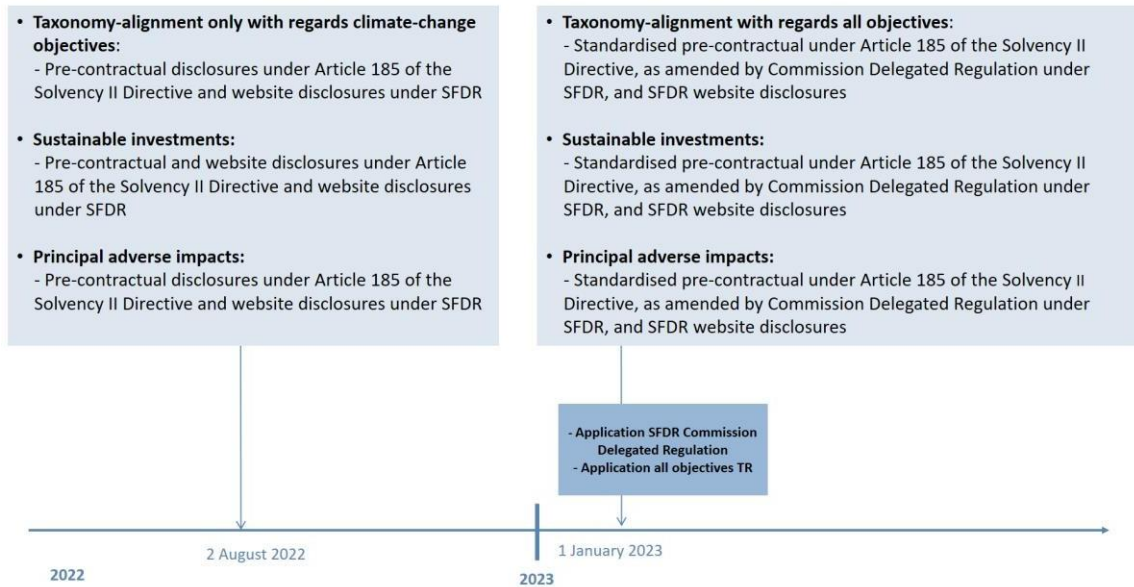 • Taxonomy-alignment only with regards climate-change
objectives:
- Pre-contractual disclosures under Article 185 of the
Solvency II Directive and website disclosures under SFDR
• Sustainable investments:
- Pre-contractual and website disclosures under Article
185 of the Solvency II Directive and website disclosures
under SFDR
• Principal adverse impacts:
- Pre-contractual disclosures under Article 185 of the
Solvency II Directive and website disclosures under SFDR
• Taxonomy-alignment with regards all objectives:
- Standardised pre-contractual under Article 185 of the Solvency II
Directive, as amended by Commission Delegated Regulation under
SFDR, and SFDR website disclosures
• Sustainable investments:
- Standardised pre-contractual under Article 185 of the Solvency II
Directive, as amended by Commission Delegated Regulation under
SFDR, and SFDR website disclosures
• Principal adverse impacts:
- Standardised pre-contractual under Article 185 of the Solvency II
Directive, as amended by Commission Delegated Regulation under
SFDR, and SFDR website disclosures
- Application SFDR Commission
Delegated Regulation
- Application all objectives TR
2 August 2022
1 January 2023
2022
2023